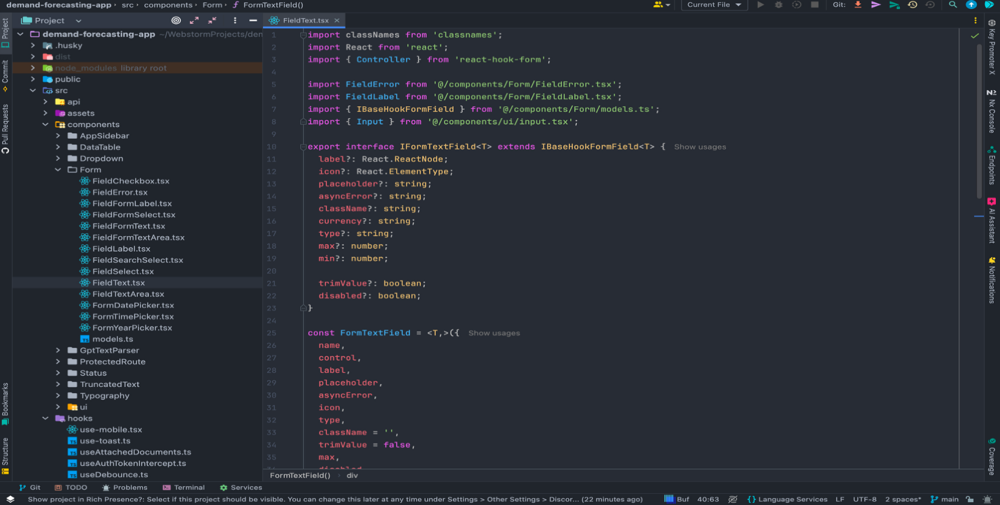 demand-forecasting-app › src › components › Form › FormTextField()
Current File
Git:
Project
FieldText.tsx
demand-forecasting-app ~/WebstormProjects/den
.husky
dist
node_modules library root
public
src
api
assets
components
AppSidebar
DataTable
Dropdown
Form
FieldCheckbox.tsx
FieldError.tsx
FieldFormLabel.tsx
FieldFormSelect.tsx
FieldFormText.tsx
FieldFormTextArea.tsx
FieldLabel.tsx
FieldSearchSelect.tsx
FieldSelect.tsx
FieldText.tsx
FieldTextArea.tsx
FormDatePicker.tsx
FormTimePicker.tsx
FormYearPicker.tsx
models.ts
GptTextParser
ProtectedRoute
Status
TruncatedText
Typography
ui
hooks
use-mobile.tsx
use-toast.ts
useAttachedDocuments.ts
useAuthTokenIntercept.ts
useDebounce.ts
Project
Commit
Pull Requests
Bookmarks
Structure
1 import classNames from 'classnames';
2 import React from 'react';
3 import { Controller } from 'react-hook-form';
4
5 import FieldError from '@/components/Form/FieldError.tsx';
6 import FieldLabel from '@/components/Form/FieldLabel.tsx';
7 import { IBaseHookFormField } from '@/components/Form/models.ts';
8 import { Input } from '@/components/ui/input.tsx';
9
10 export interface IFormTextField<T> extends IBaseHookFormField<T> { Show usages
11 label?: React.ReactNode;
12 icon?: React.ElementType;
13 placeholder?: string;
14 asyncError?: string;
15 className?: string;
16 currency?: string;
17 type?: string;
18 max?: number;
19 min?: number;
20
21 trimValue?: boolean;
22 disabled?: boolean;
23 }
24
25 const FormTextField = <T,>({ Show usages
26 name,
27 control,
28 label,
29 placeholder,
30 asyncError,
31 icon,
32 type,
33 className = '',
34 trimValue = false,
35 max,
FormTextField() › div
Key Promoter X
Nx Console
Endpoints
AI Assistant
Notifications
Coverage
Git
TODO
Problems
Terminal
Services
Show project in Rich Presence?: Select if this project should be visible. You can change this later at any time under Settings > Other Settings > Discor... (22 minutes ago)
Buf
40:63
{} Language Services
LF
UTF-8
2 spaces*
main